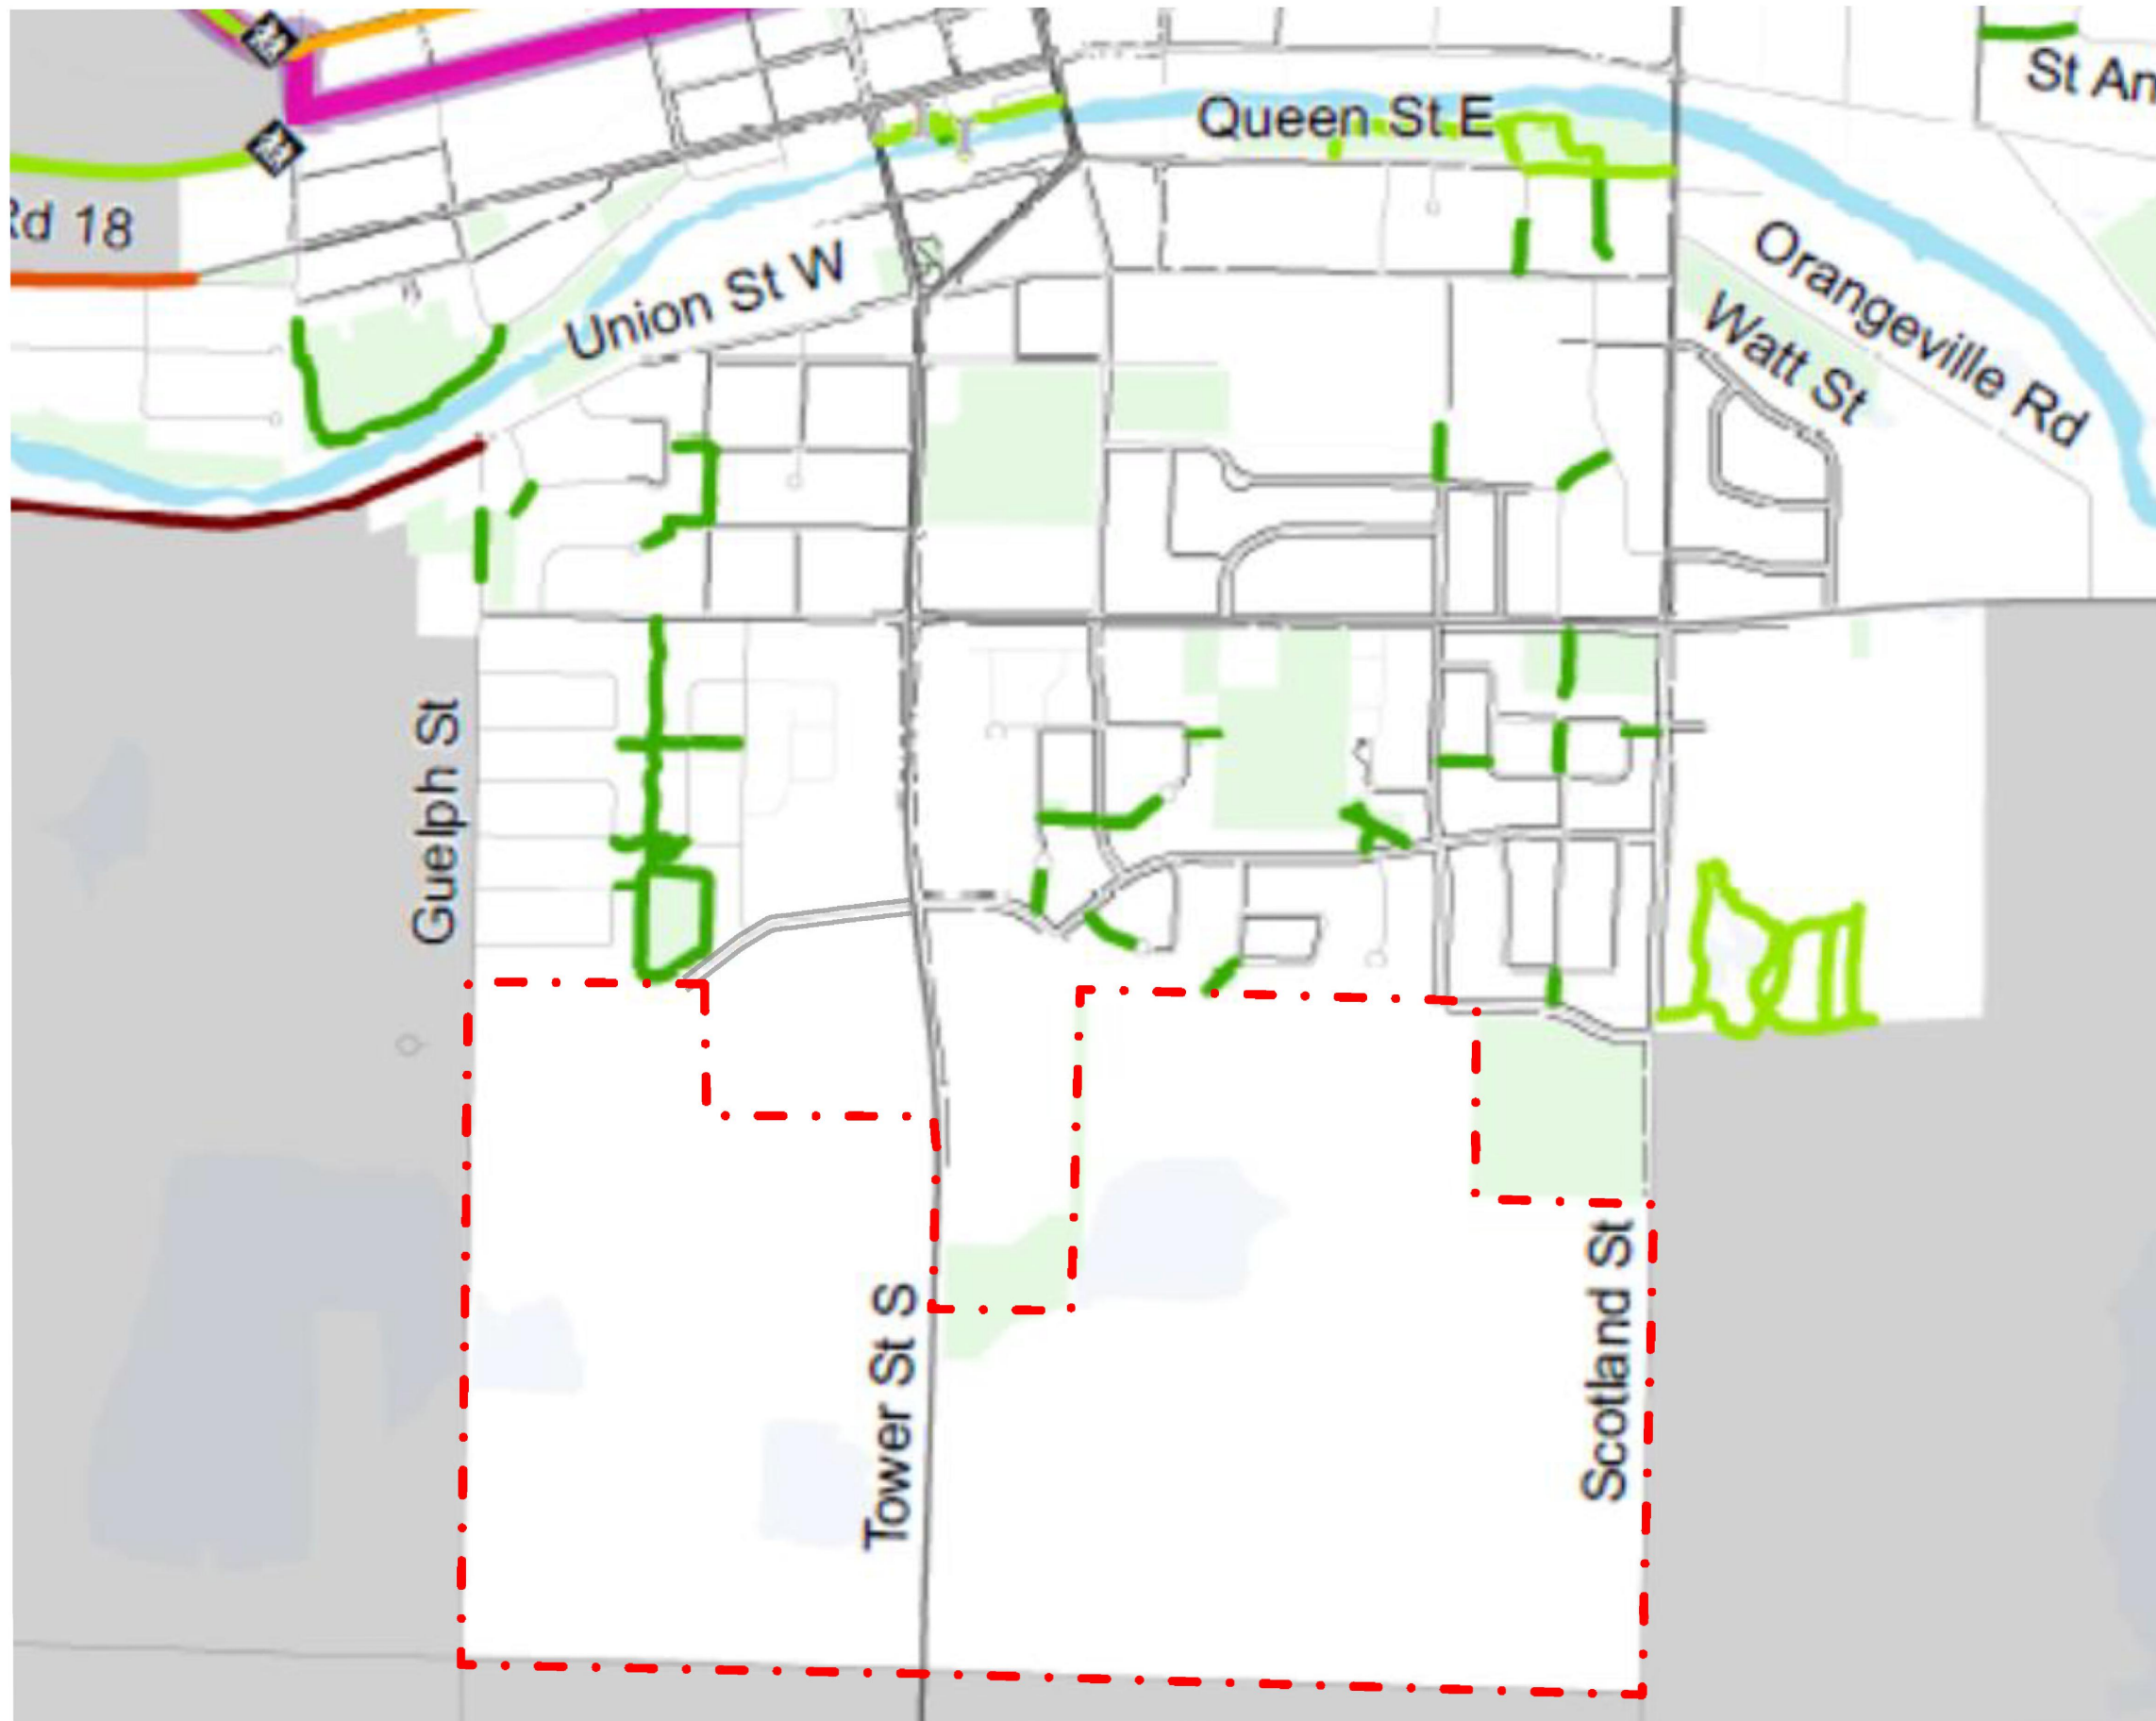 St An
Queen St E
Rd 18
Orangeville Rd
Union St W
Watt St
Guelph St
Tower St S
Scotland St